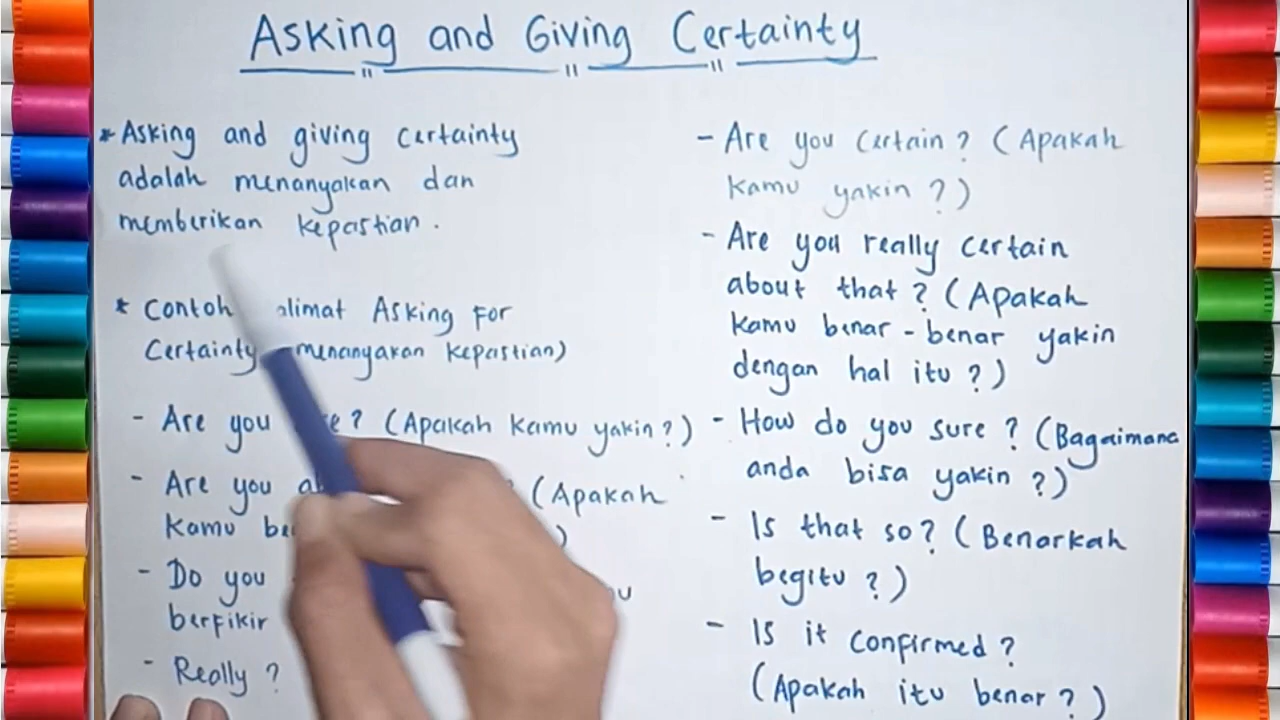 Asking and Giving Certainty
* Asking and giving certainty
adalah menanyakan dan
memberikan kepastian.
* Contoh alimat Asking For
Certainty menanyakan kepastian)
- Are you e? (Apakah kamu yakin?)
- Are you a ? (Apakah
kamu be )
- Do you
berfikir
- Really?
- Are you certain? (Apakah
kamu yakin?)
- Are you really certain
about that? (Apakah
kamu benar-benar yakin
dengan hal itu?)
- How do you sure? (Bagaimana
anda bisa yakin?)
- Is that so? (Benarkah
begitu?)
- Is it confirmed?
(Apakah itu benar?)